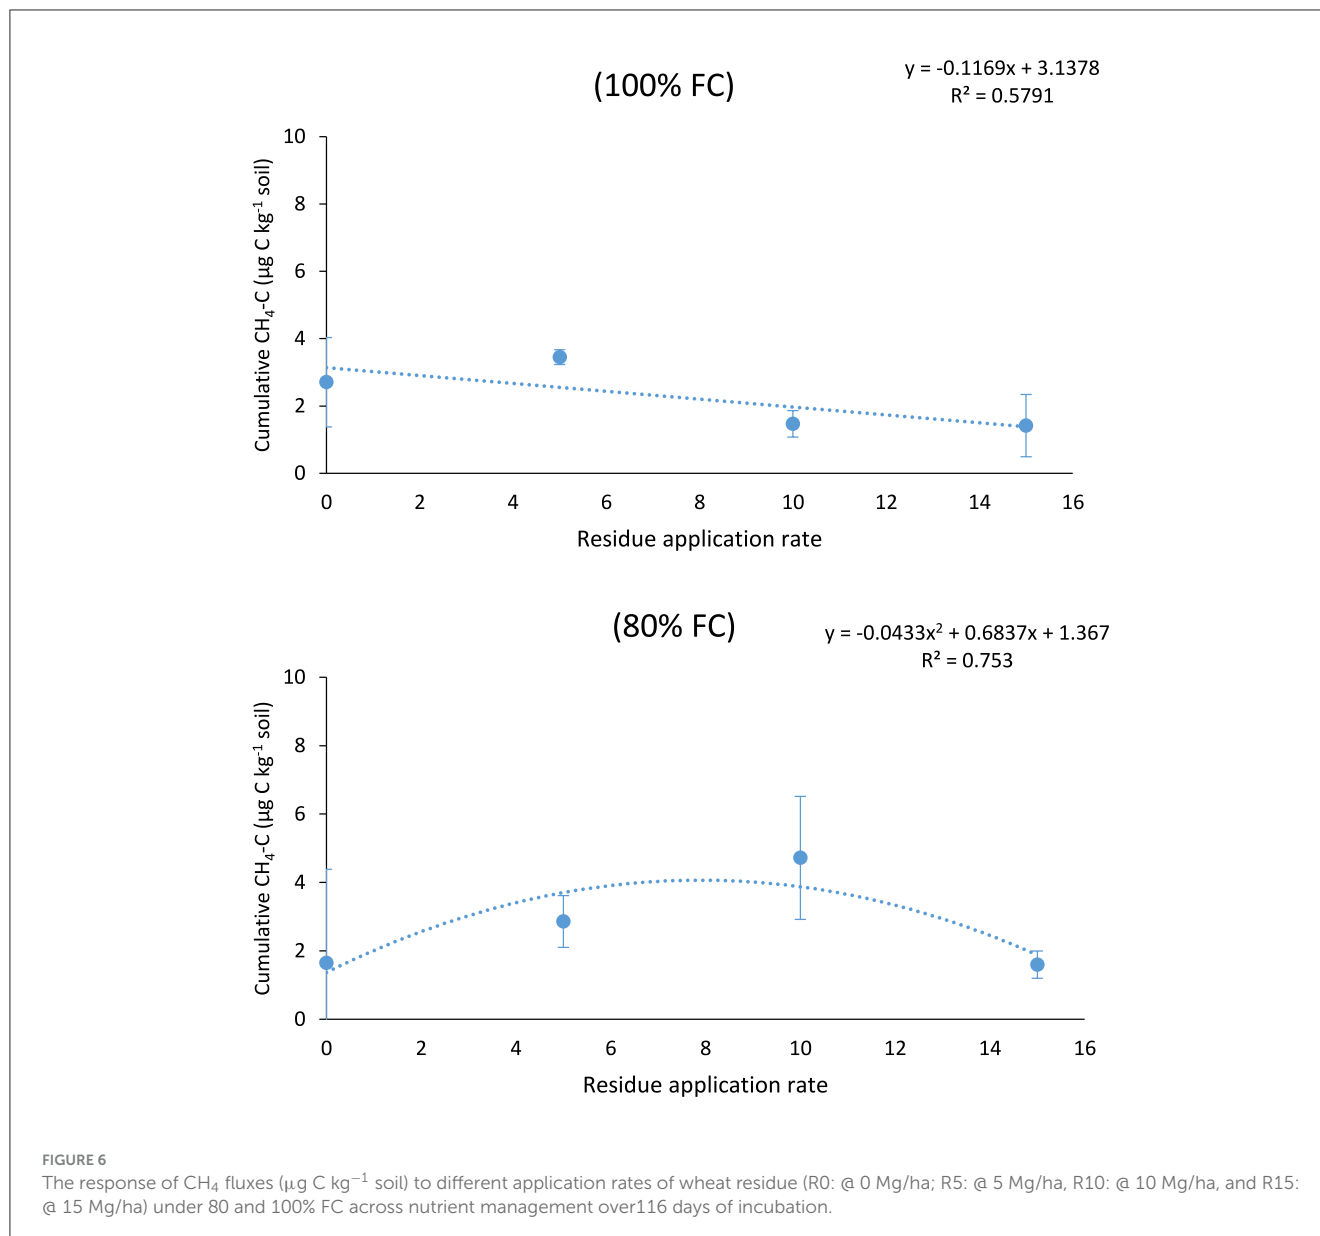 (100% FC)
y = -0.1169x + 3.1378
R² = 0.5791
Cumulative CH₄-C (µg C kg⁻¹ soil)
10
8
6
4
2
0
0 2 4 6 8 10 12 14 16
Residue application rate
(80% FC)
y = -0.0433x² + 0.6837x + 1.367
R² = 0.753
Cumulative CH₄-C (µg C kg⁻¹ soil)
10
8
6
4
2
0
0 2 4 6 8 10 12 14 16
Residue application rate
FIGURE 6
The response of CH₄ fluxes (µg C kg⁻¹ soil) to different application rates of wheat residue (R0: @ 0 Mg/ha; R5: @ 5 Mg/ha, R10: @ 10 Mg/ha, and R15:
@ 15 Mg/ha) under 80 and 100% FC across nutrient management over116 days of incubation.